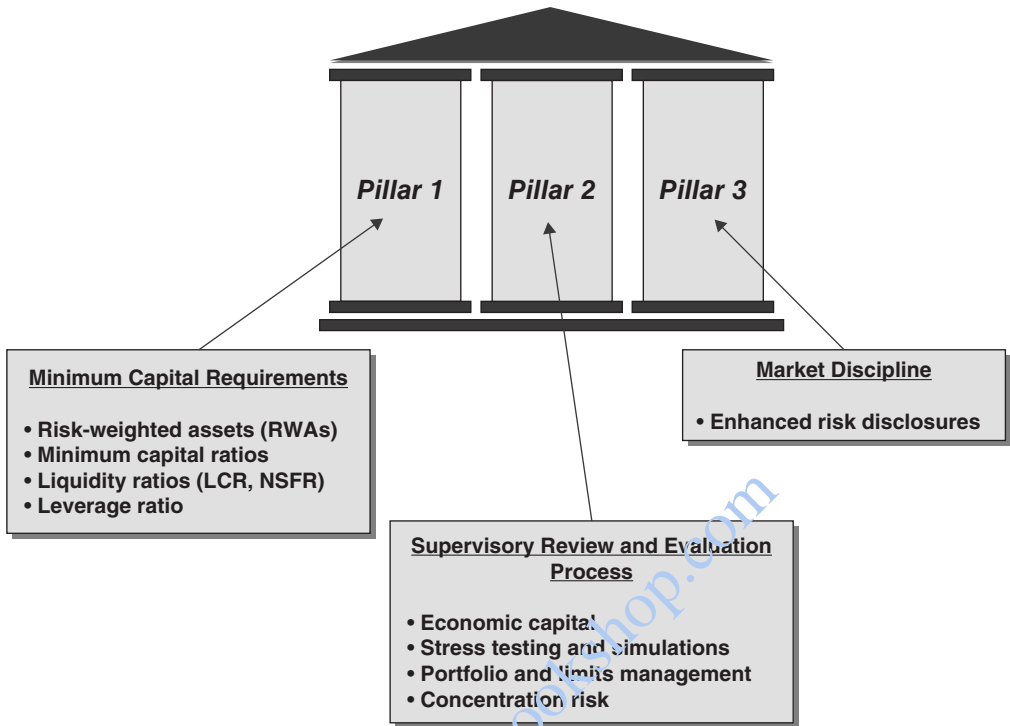 Pillar 1
Pillar 2
Pillar 3
Minimum Capital Requirements
• Risk-weighted assets (RWAs)
• Minimum capital ratios
• Liquidity ratios (LCR, NSFR)
• Leverage ratio
Supervisory Review and Evaluation
Process
• Economic capital
• Stress testing and simulations
• Portfolio and limits management
• Concentration risk
Market Discipline
• Enhanced risk disclosures
ookshop.com